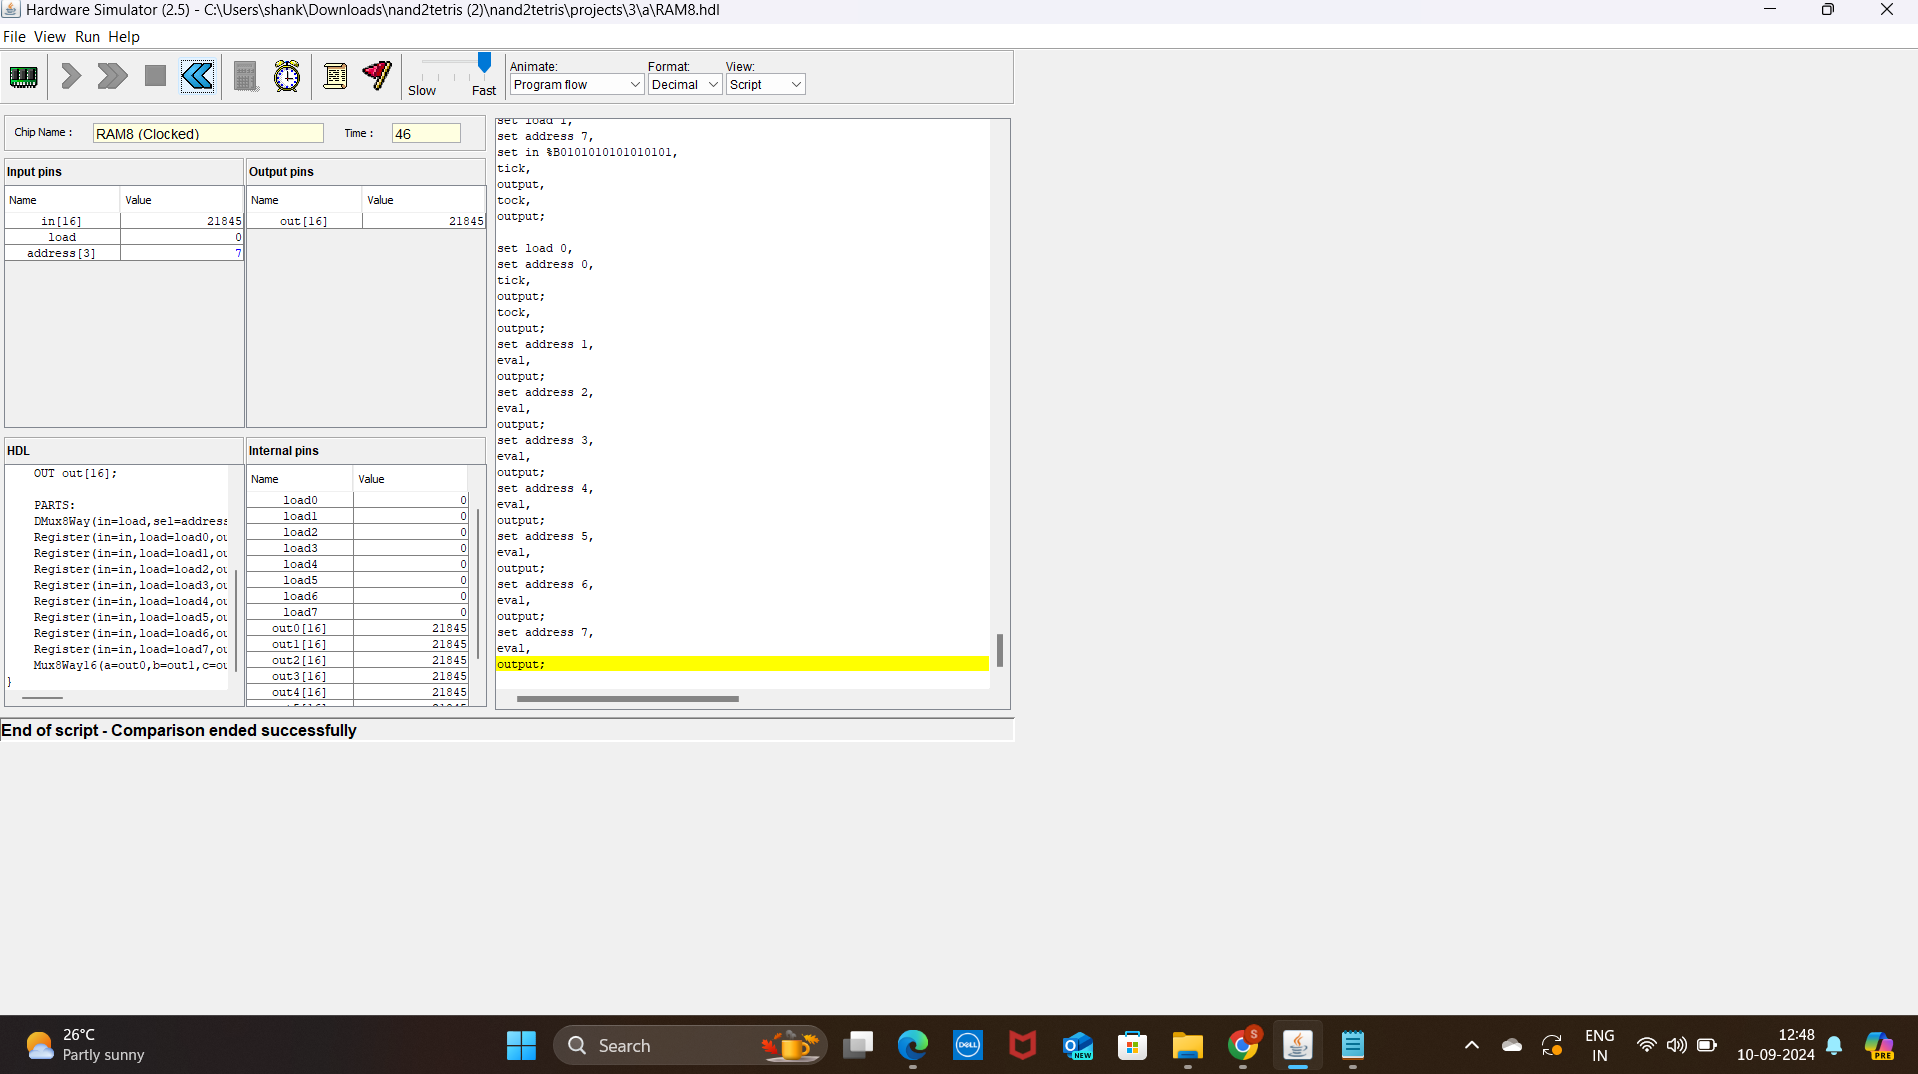 Hardware Simulator (2.5) - C:\Users\shank\Downloads\nand2tetris (2)\nand2tetris\projects\3\a\RAM8.hdl
File View Run Help
Slow Fast
Animate: Format: View:
Program flow Decimal Script
Chip Name : RAM8 (Clocked) Time : 46
Input pins
Name Value
in[16] 21845
load 0
address[3] 7
Output pins
Name Value
out[16] 21845
HDL
OUT out[16];
PARTS:
DMux8Way(in=load,sel=address
Register(in=in,load=load0,ou
Register(in=in,load=load1,ou
Register(in=in,load=load2,ou
Register(in=in,load=load3,ou
Register(in=in,load=load4,ou
Register(in=in,load=load5,ou
Register(in=in,load=load6,ou
Register(in=in,load=load7,ou
Mux8Way16(a=out0,b=out1,c=ou
}
Internal pins
Name Value
load0 0
load1 0
load2 0
load3 0
load4 0
load5 0
load6 0
load7 0
out0[16] 21845
out1[16] 21845
out2[16] 21845
out3[16] 21845
out4[16] 21845
set load 1,
set address 7,
set in %B0101010101010101,
tick,
output,
tock,
output;
set load 0,
set address 0,
tick,
output;
tock,
output;
set address 1,
eval,
output;
set address 2,
eval,
output;
set address 3,
eval,
output;
set address 4,
eval,
output;
set address 5,
eval,
output;
set address 6,
eval,
output;
set address 7,
eval,
output;
End of script - Comparison ended successfully
26°C
Partly sunny
Search
DELL
NEW
S
ENG
IN
12:48
10-09-2024
PRE